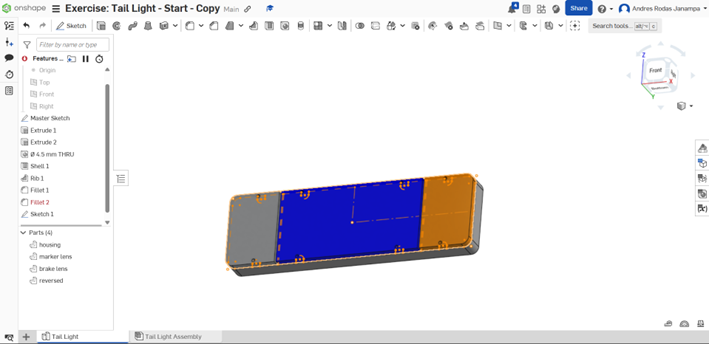 onshape
Exercise: Tail Light - Start - Copy Main
4
Share
Andres Rodas Janampa
Sketch
Search tools...
Filter by name or type
Features ...
Origin
Top
Front
Right
Master Sketch
Extrude 1
Extrude 2
Ø 4.5 mm THRU
Shell 1
Rib 1
Fillet 1
Fillet 2
Sketch 1
Parts (4)
housing
marker lens
brake lens
reversed
Z
Front
X
Y
Tail Light
Tail Light Assembly